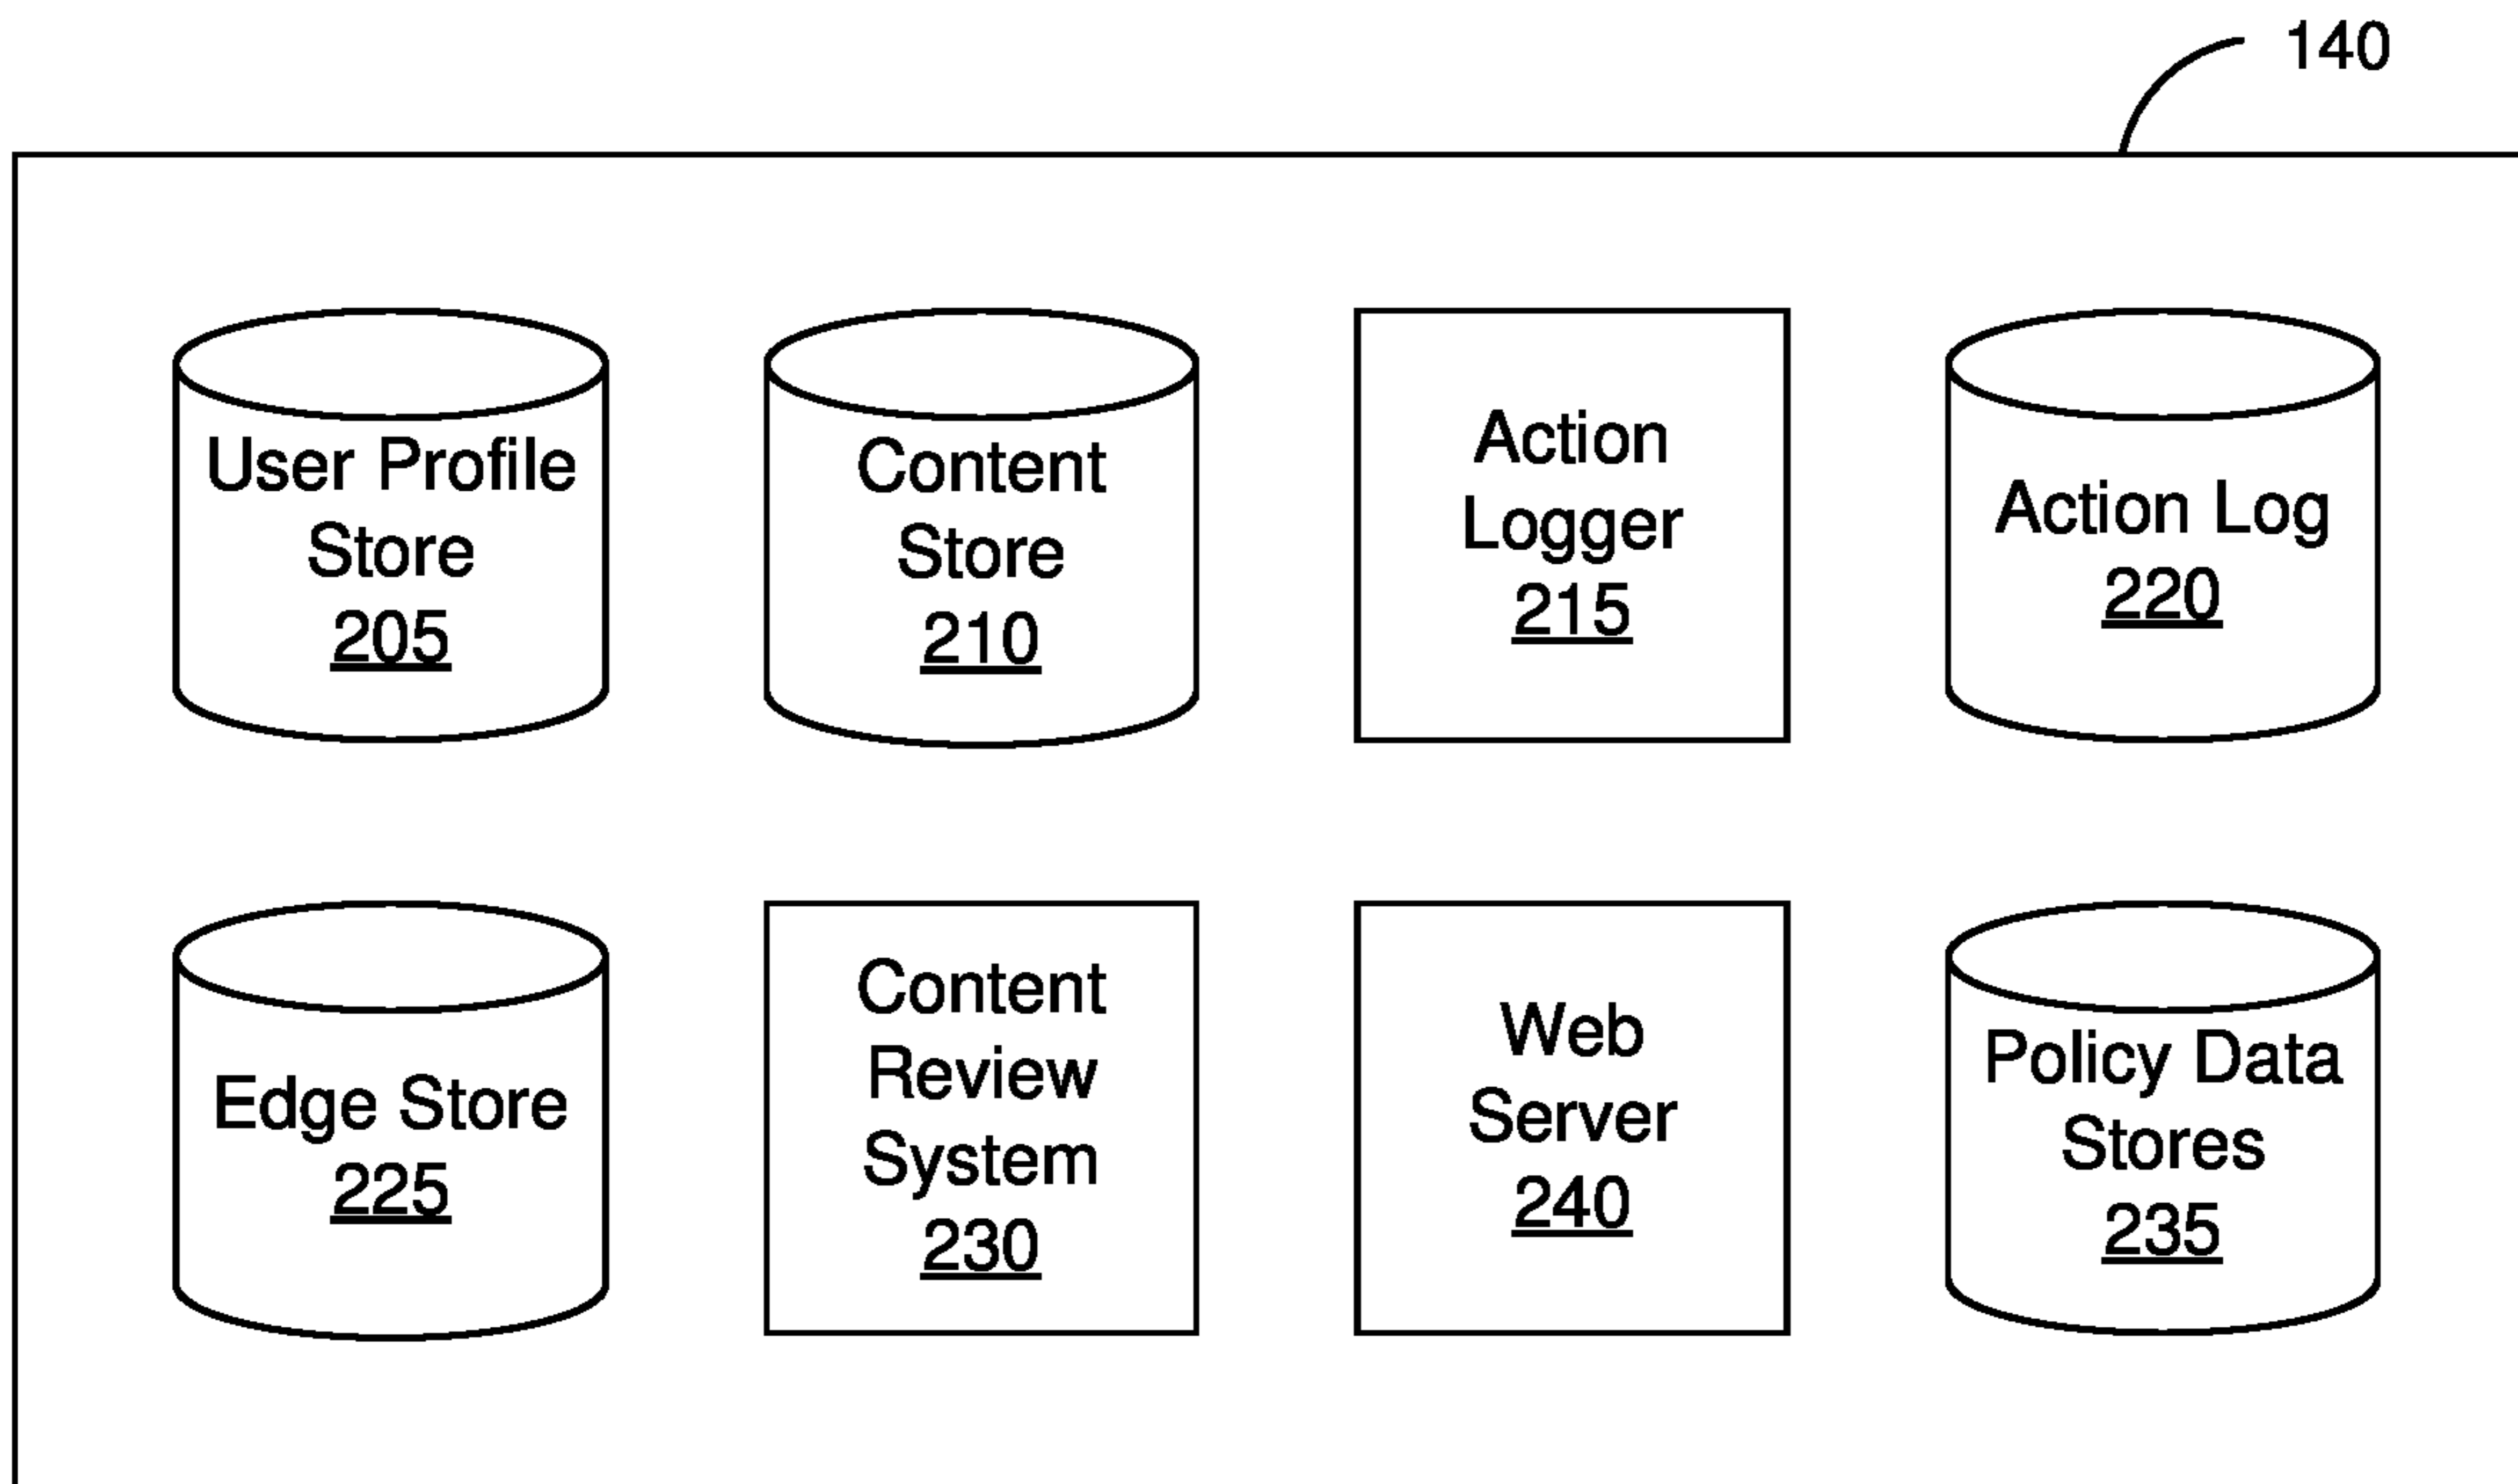 140
User Profile
Store
205
Content
Store
210
Action
Logger
215
Action Log
220
Edge Store
225
Content
Review
System
230
Web
Server
240
Policy Data
Stores
235